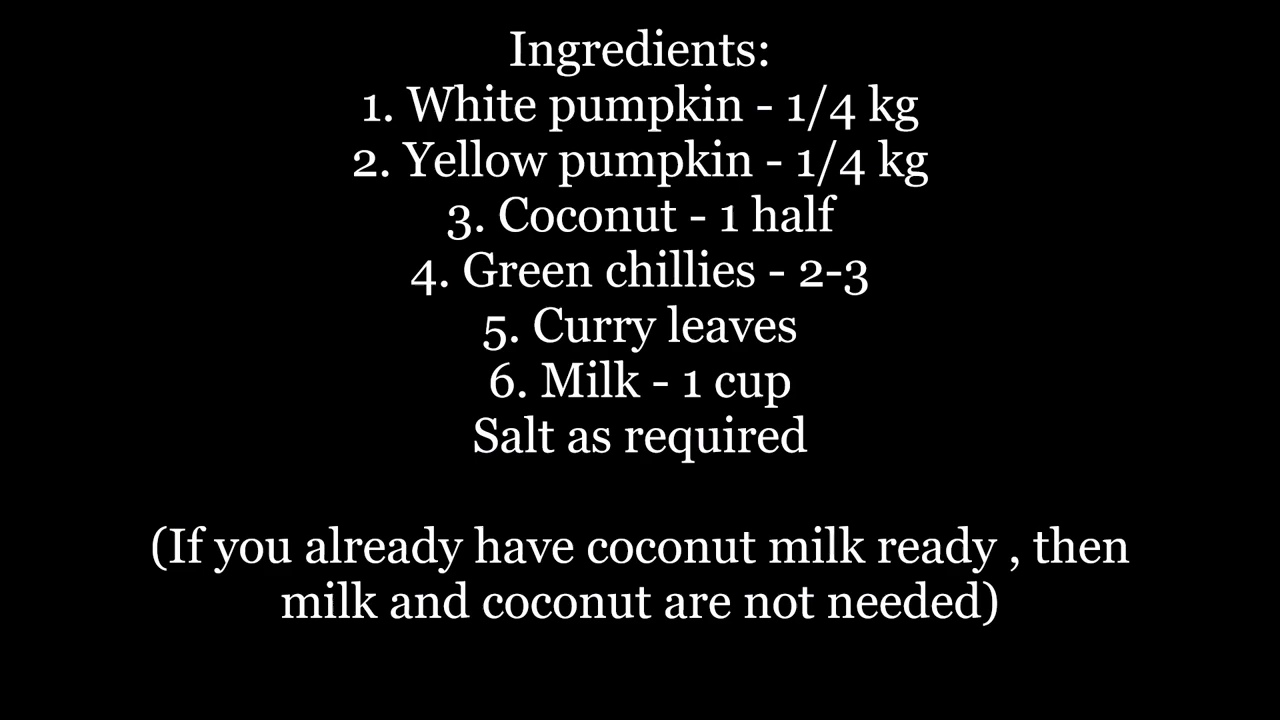 Ingredients:
1. White pumpkin - 1/4 kg
2. Yellow pumpkin - 1/4 kg
3. Coconut - 1 half
4. Green chillies - 2-3
5. Curry leaves
6. Milk - 1 cup
Salt as required
(If you already have coconut milk ready , then
milk and coconut are not needed)